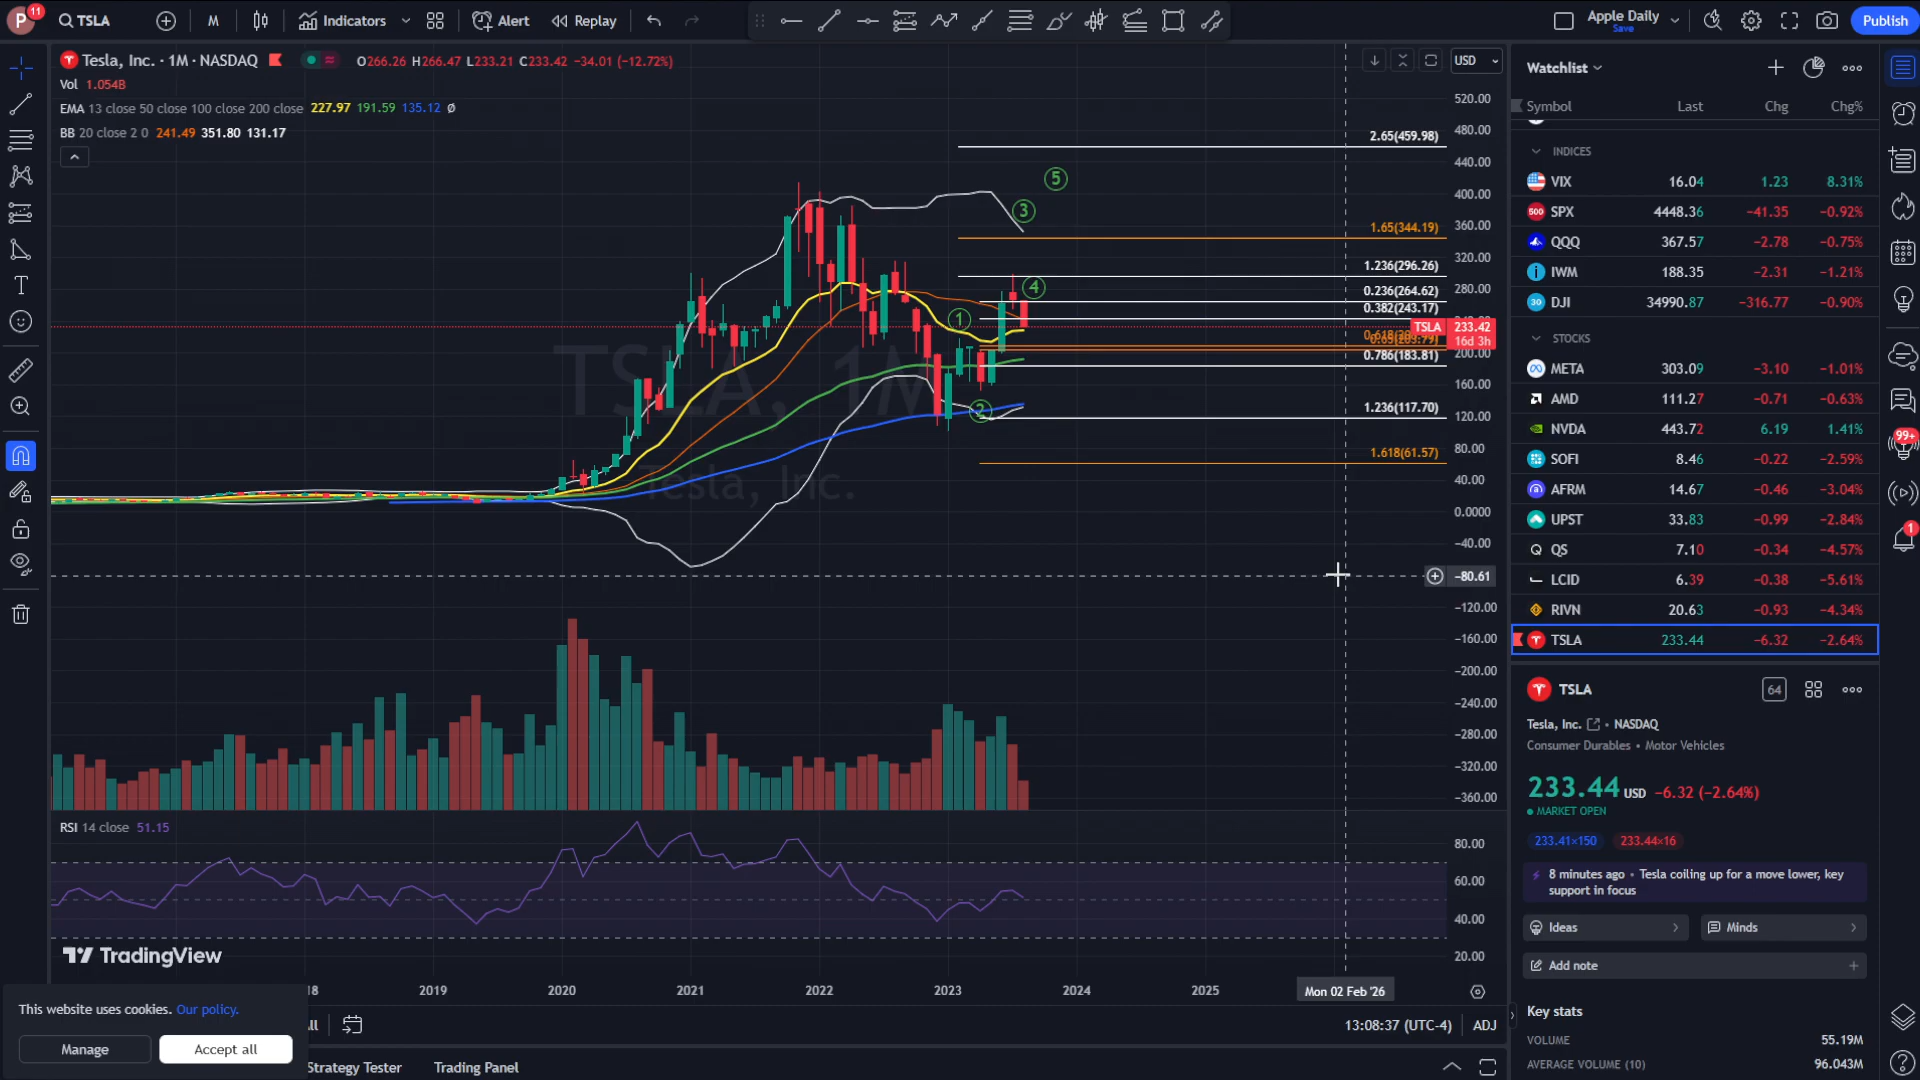 11
TSLA
M
Indicators
Alert
Replay
Apple Daily
Save
Publish
Tesla, Inc. · 1M · NASDAQ
O266.26 H266.47 L233.21 C233.42 −34.01 (−12.72%)
Vol 1.054B
EMA 13 close 50 close 100 close 200 close 227.97 191.59 135.12 Ø
BB 20 close 2 0 241.49 351.80 131.17
USD
520.00
480.00
440.00
400.00
360.00
320.00
280.00
200.00
160.00
120.00
80.00
40.00
0.0000
−40.00
−80.61
−120.00
−160.00
−200.00
−240.00
−280.00
−320.00
−360.00
2.65(459.98)
1.65(344.19)
1.236(296.26)
0.236(264.62)
0.382(243.17)
TSLA 233.42
16d 3h
0.786(183.81)
1.236(117.70)
1.618(61.57)
5
3
4
1
2
TSLA, 1M
Tesla, Inc.
RSI 14 close 51.15
80.00
60.00
40.00
20.00
TradingView
18
2019
2020
2021
2022
2023
2024
2025
Mon 02 Feb '26
This website uses cookies. Our policy.
Manage
Accept all
13:08:37 (UTC-4)
ADJ
Strategy Tester
Trading Panel
Watchlist
Symbol Last Chg Chg%
INDICES
VIX 16.04 1.23 8.31%
SPX 4448.36 −41.35 −0.92%
QQQ 367.57 −2.78 −0.75%
IWM 188.35 −2.31 −1.21%
DJI 34990.87 −316.77 −0.90%
STOCKS
META 303.09 −3.10 −1.01%
AMD 111.27 −0.71 −0.63%
NVDA 443.72 6.19 1.41%
SOFI 8.46 −0.22 −2.59%
AFRM 14.67 −0.46 −3.04%
UPST 33.83 −0.99 −2.84%
QS 7.10 −0.34 −4.57%
LCID 6.39 −0.38 −5.61%
RIVN 20.63 −0.93 −4.34%
TSLA 233.44 −6.32 −2.64%
TSLA
64
Tesla, Inc. • NASDAQ
Consumer Durables • Motor Vehicles
233.44 USD −6.32 (−2.64%)
MARKET OPEN
233.41×150
233.44×16
8 minutes ago • Tesla coiling up for a move lower, key
support in focus
Ideas
Minds
Add note
Key stats
VOLUME 55.19M
AVERAGE VOLUME (10) 96.043M
99+
1